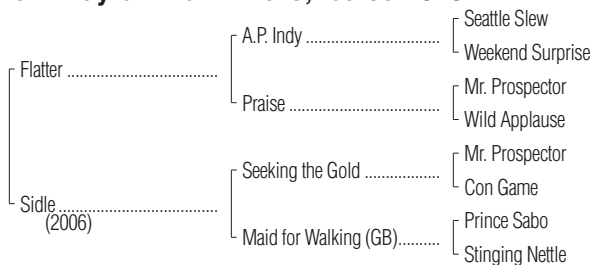 Flatter ................................
A.P. Indy ............................
Seattle Slew
Weekend Surprise
Praise .................................
Mr. Prospector
Wild Applause
Sidle ..................................
(2006)
Seeking the Gold ................
Mr. Prospector
Con Game
Maid for Walking (GB)..........
Prince Sabo
Stinging Nettle